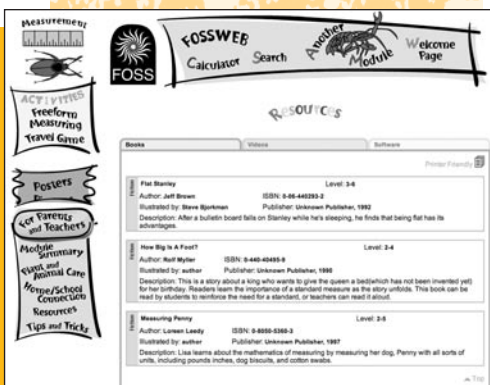 Measurement
ACTIVITIES
Freeform
Measuring
Travel Game
Posters
For Parents
and Teachers
Module
Summary
Plant and
Animal Care
Home/School
Connection
Resources
Tips and Tricks
FOSS
FOSSWEB
Calculator
Search
Another
Module
Welcome
Page
Resources
Books Videos Software
Printer Friendly
Fiction
Flat Stanley Level: 3-6
Author: Jeff Brown ISBN: 0-06-440293-2
Illustrated by: Steve Bjorkman Publisher: Unknown Publisher, 1992
Description: After a bulletin board falls on Stanley while he's sleeping, he finds that being flat has its
advantages.
Fiction
How Big Is A Foot? Level: 2-4
Author: Rolf Myller ISBN: 0-440-40495-9
Illustrated by: author Publisher: Unknown Publisher, 1990
Description: This is a story about a king who wants to give the queen a bed(which has not been invented yet)
for her birthday. Readers learn the importance of a standard measure as the story unfolds. This book can be
read by students to reinforce the need for a standard, or teachers can read it aloud.
Fiction
Measuring Penny Level: 2-5
Author: Loreen Leedy ISBN: 0-8050-5360-3
Illustrated by: author Publisher: Unknown Publisher, 1997
Description: Lisa learns about the mathematics of measuring by measuring her dog, Penny with all sorts of
units, including pounds inches, dog biscuits, and cotton swabs.
Top